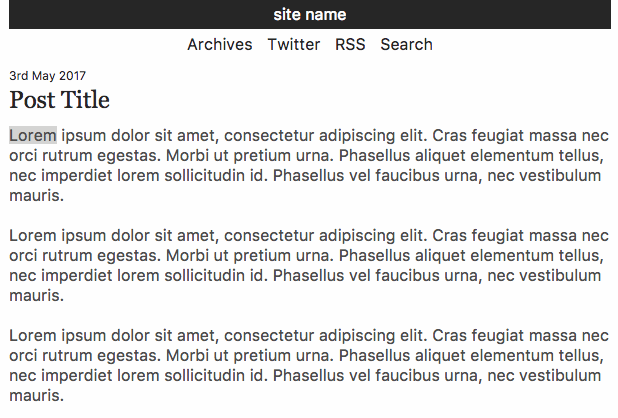 site name
Archives Twitter RSS Search
3rd May 2017
Post Title
Lorem ipsum dolor sit amet, consectetur adipiscing elit. Cras feugiat massa nec
orci rutrum egestas. Morbi ut pretium urna. Phasellus aliquet elementum tellus,
nec imperdiet lorem sollicitudin id. Phasellus vel faucibus urna, nec vestibulum
mauris.
Lorem ipsum dolor sit amet, consectetur adipiscing elit. Cras feugiat massa nec
orci rutrum egestas. Morbi ut pretium urna. Phasellus aliquet elementum tellus,
nec imperdiet lorem sollicitudin id. Phasellus vel faucibus urna, nec vestibulum
mauris.
Lorem ipsum dolor sit amet, consectetur adipiscing elit. Cras feugiat massa nec
orci rutrum egestas. Morbi ut pretium urna. Phasellus aliquet elementum tellus,
nec imperdiet lorem sollicitudin id. Phasellus vel faucibus urna, nec vestibulum
mauris.